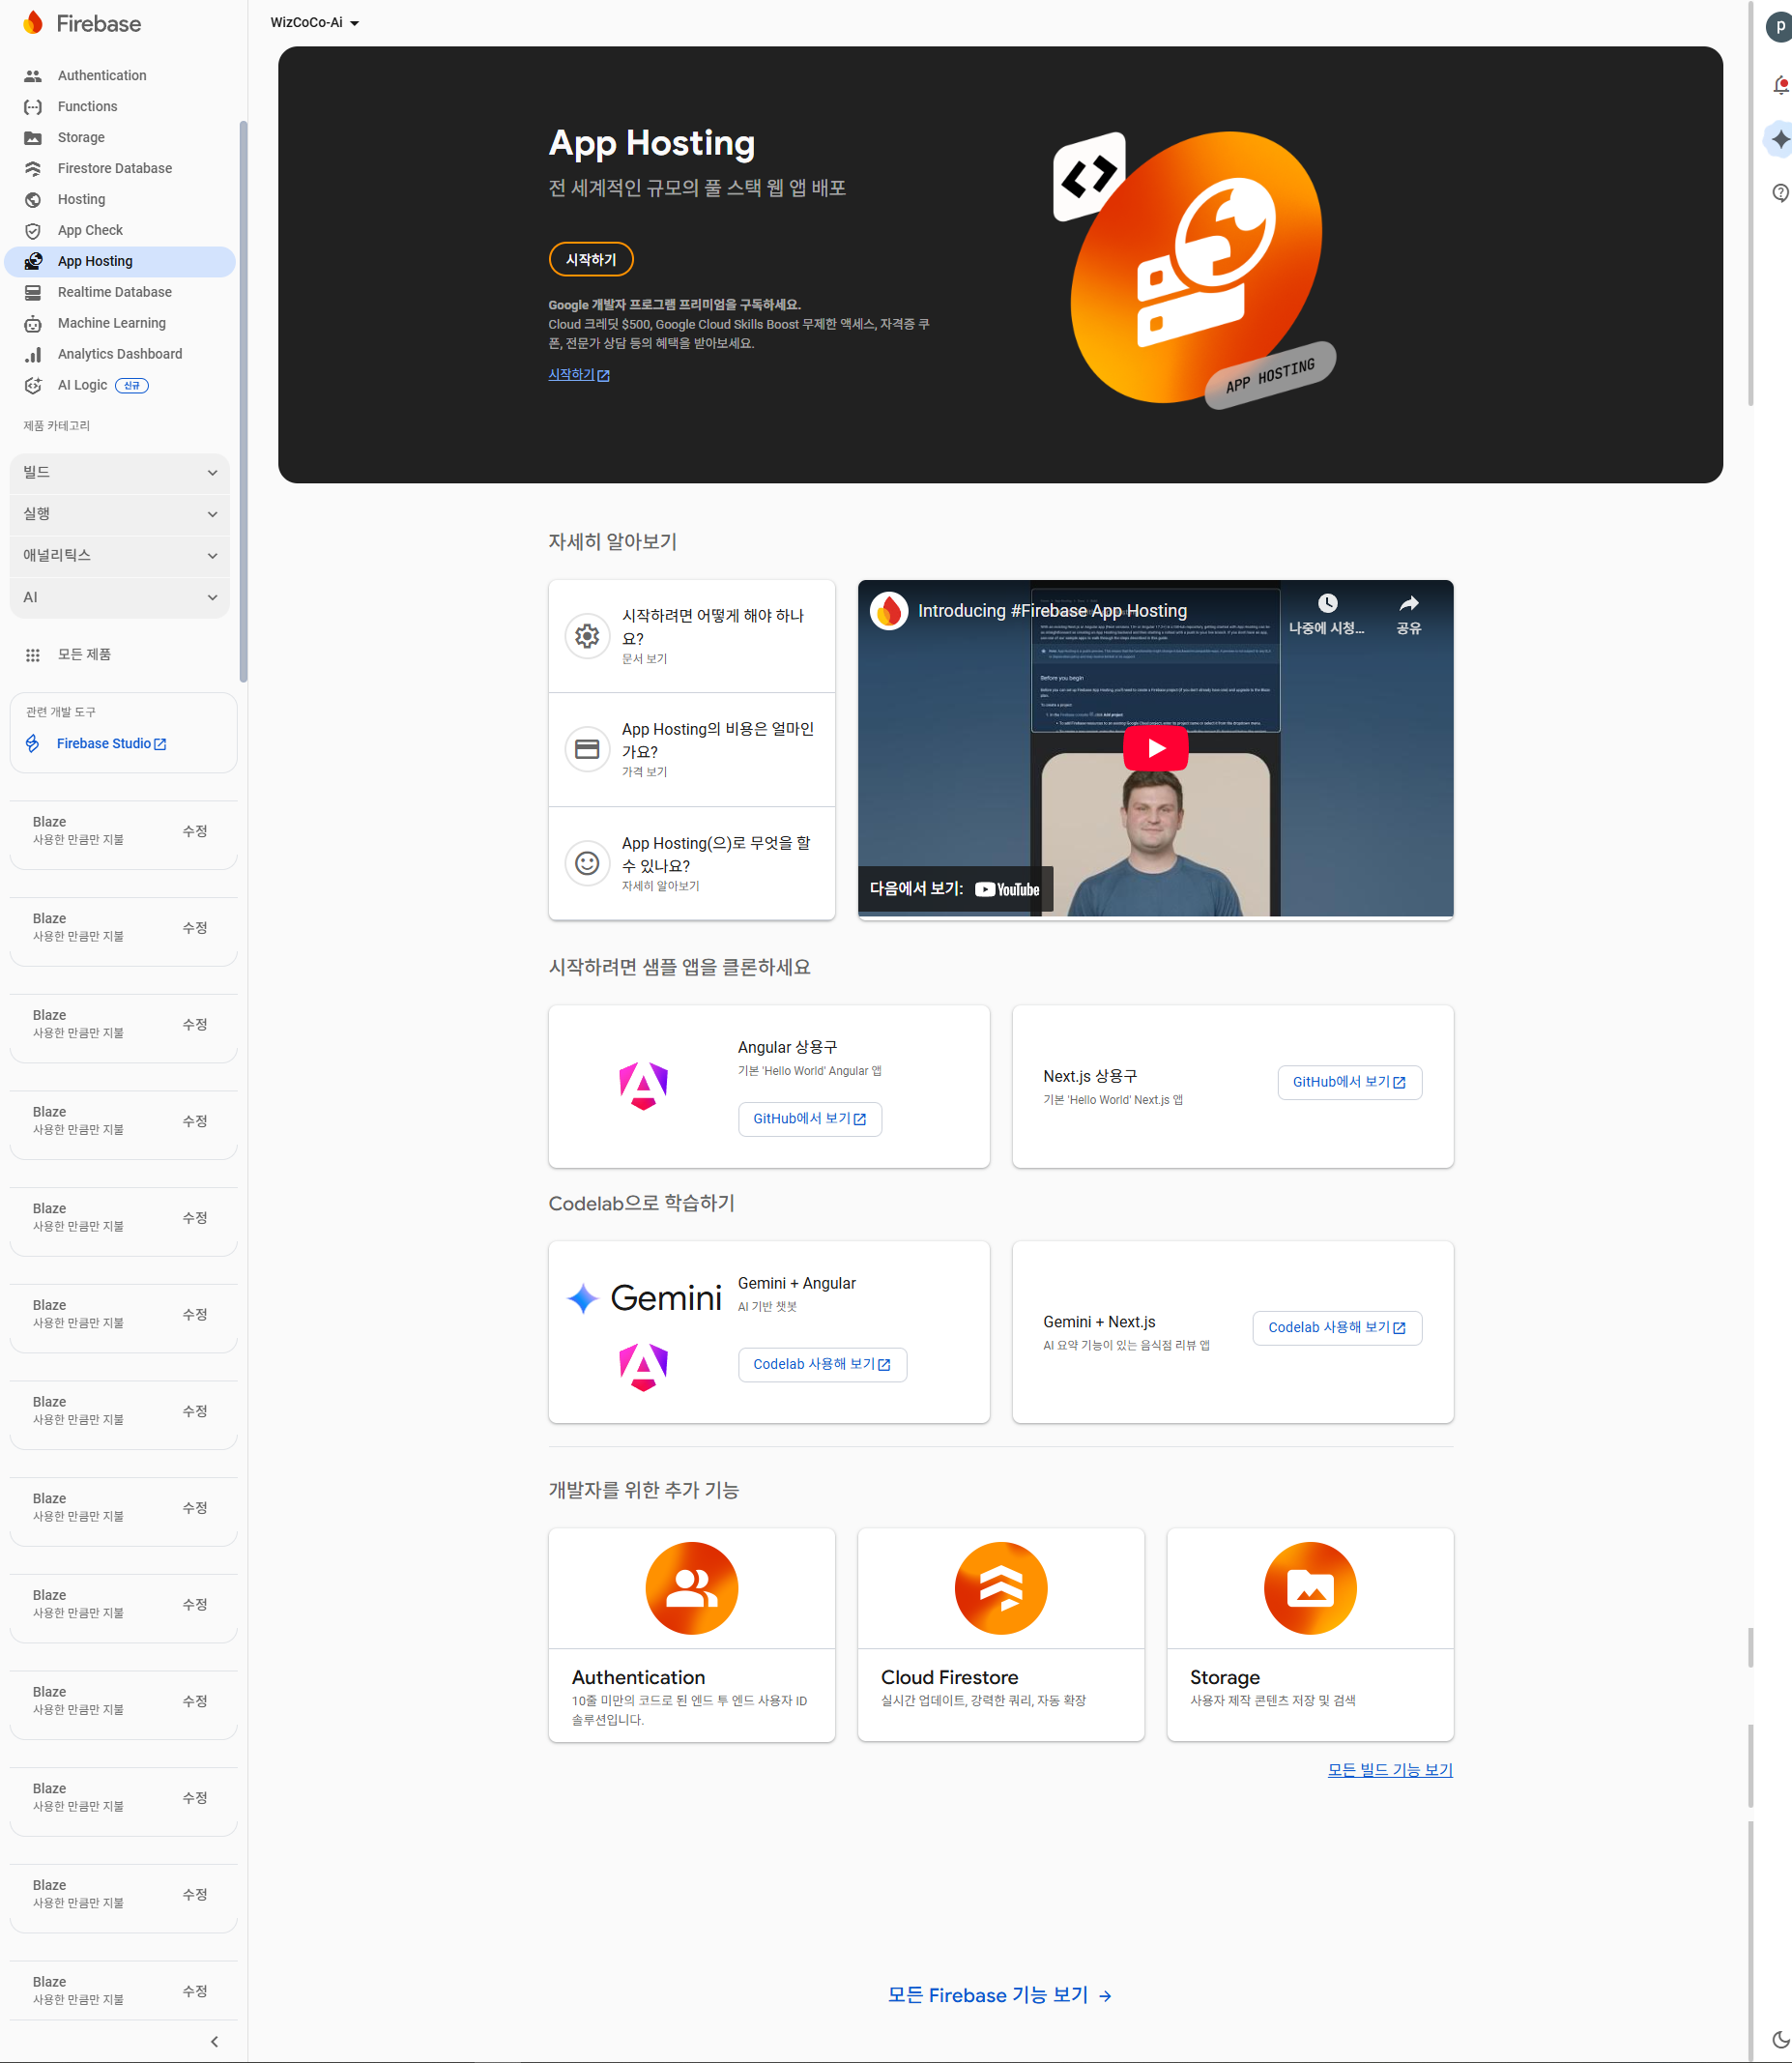 Firebase
WizCoCo-Ai
p
Authentication
Functions
Storage
Firestore Database
Hosting
App Check
App Hosting
Realtime Database
Machine Learning
Analytics Dashboard
AI Logic 신규
제품 카테고리
빌드
실행
애널리틱스
AI
모든 제품
관련 개발 도구
Firebase Studio
Blaze
사용한 만큼만 지불
수정
Blaze
사용한 만큼만 지불
수정
Blaze
사용한 만큼만 지불
수정
Blaze
사용한 만큼만 지불
수정
Blaze
사용한 만큼만 지불
수정
Blaze
사용한 만큼만 지불
수정
Blaze
사용한 만큼만 지불
수정
Blaze
사용한 만큼만 지불
수정
Blaze
사용한 만큼만 지불
수정
Blaze
사용한 만큼만 지불
수정
Blaze
사용한 만큼만 지불
수정
Blaze
사용한 만큼만 지불
수정
Blaze
사용한 만큼만 지불
수정
App Hosting
전 세계적인 규모의 풀 스택 웹 앱 배포
시작하기
Google 개발자 프로그램 프리미엄을 구독하세요.
Cloud 크레딧 $500, Google Cloud Skills Boost 무제한 액세스, 자격증 쿠
폰, 전문가 상담 등의 혜택을 받아보세요.
시작하기
APP HOSTING
자세히 알아보기
시작하려면 어떻게 해야 하나
요?
문서 보기
App Hosting의 비용은 얼마인
가요?
가격 보기
App Hosting(으)로 무엇을 할
수 있나요?
자세히 알아보기
Introducing #Firebase App Hosting
나중에 시청...
공유
Before you begin
다음에서 보기: YouTube
시작하려면 샘플 앱을 클론하세요
Angular 상용구
기본 'Hello World' Angular 앱
GitHub에서 보기
Next.js 상용구
기본 'Hello World' Next.js 앱
GitHub에서 보기
Codelab으로 학습하기
Gemini
Gemini + Angular
AI 기반 챗봇
Codelab 사용해 보기
Gemini + Next.js
AI 요약 기능이 있는 음식점 리뷰 앱
Codelab 사용해 보기
개발자를 위한 추가 기능
Authentication
10줄 미만의 코드로 된 엔드 투 엔드 사용자 ID
솔루션입니다.
Cloud Firestore
실시간 업데이트, 강력한 쿼리, 자동 확장
Storage
사용자 제작 콘텐츠 저장 및 검색
모든 빌드 기능 보기
모든 Firebase 기능 보기